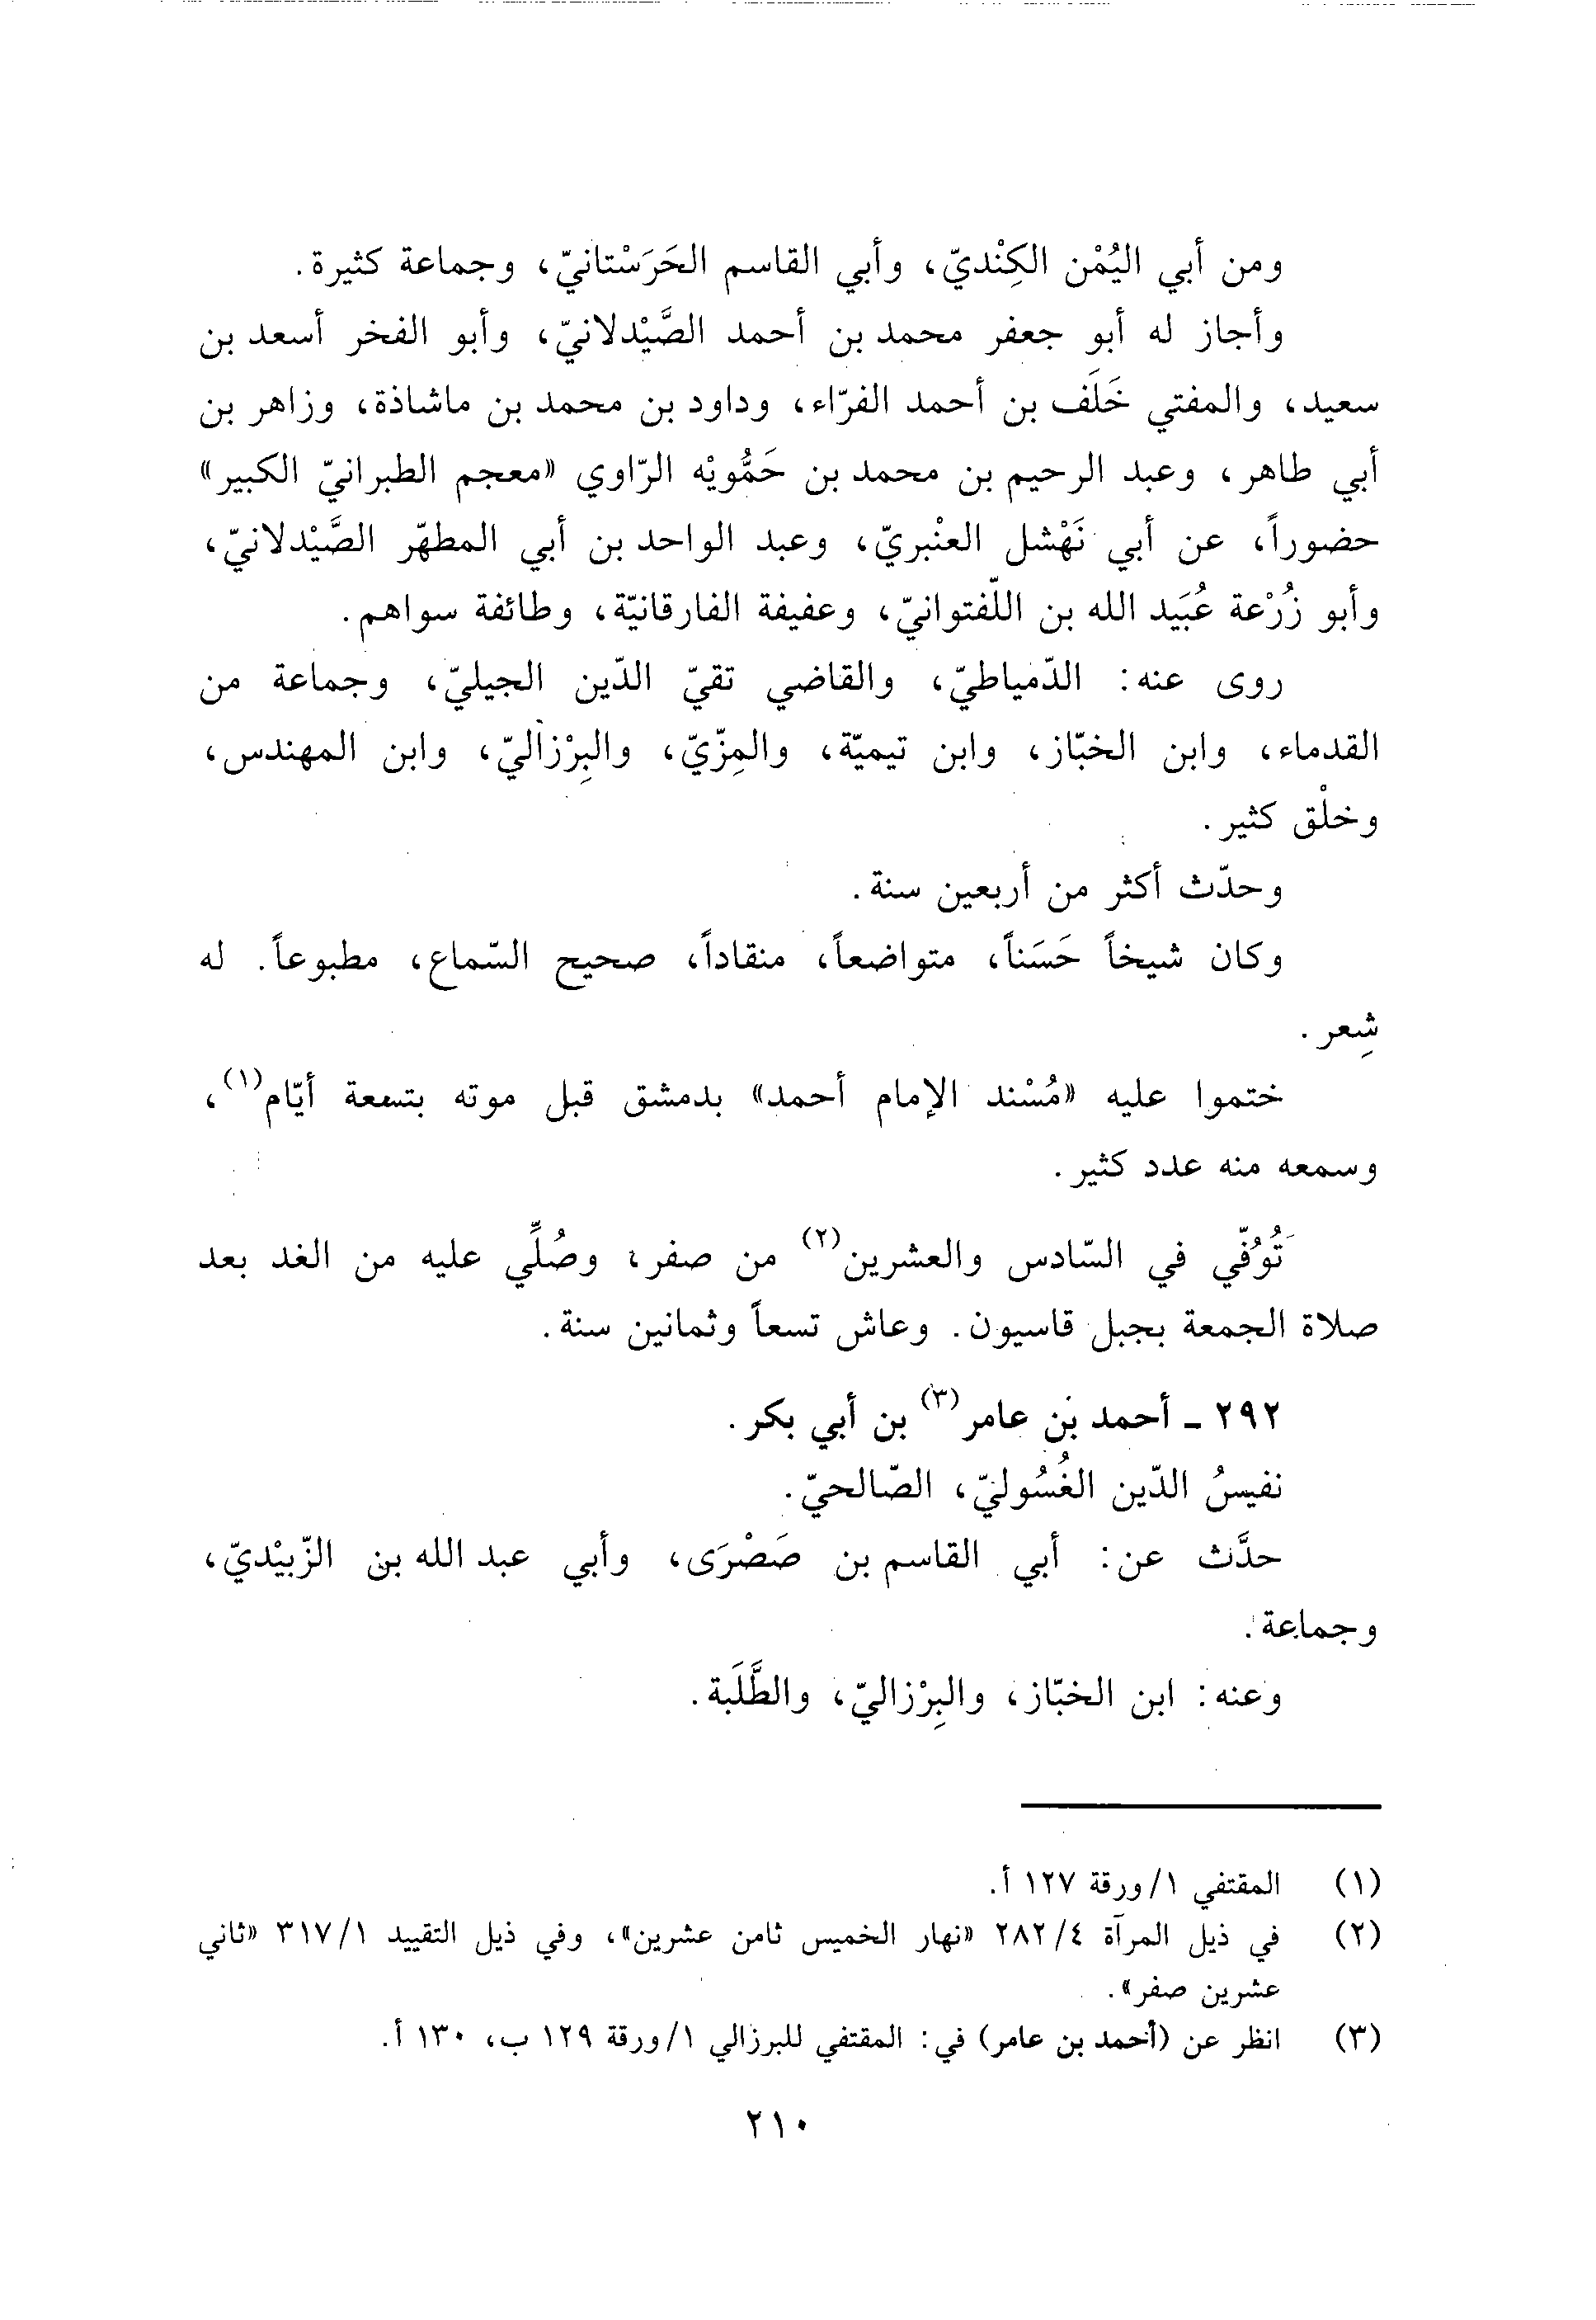 ومن أبي اليُمْن الكِنْديّ، وأبي القاسم الحَرَسْتانيّ، وجماعة كثيرة.
وأجاز له أبو جعفر محمد بن أحمد الصَّيْدلانيّ، وأبو الفخر أسعد بن
سعيد، والمفتي خَلَف بن أحمد الفرّاء، وداود بن محمد بن ماشاذة، وزاهر بن
أبي طاهر، وعبد الرحيم بن محمد بن حَمُّويْه الرّاوي «معجم الطبرانيّ الكبير»
حضوراً، عن أبي نَهْشل العنْبريّ، وعبد الواحد بن أبي المطهّر الصَّيْدلانيّ،
وأبو زُرْعة عُبَيد الله بن اللّفتوانيّ، وعفيفة الفارقانيّة، وطائفة سواهم.
روى عنه: الدّمياطيّ، والقاضي تقيّ الدّين الجيليّ، وجماعة من
القدماء، وابن الخبّاز، وابن تيميّة، والمِزّيّ، والبِرْزاليّ، وابن المهندس،
وخلْق كثير.
وحدّث أكثر من أربعين سنة.
وكان شيخاً حَسَناً، متواضعاً، منقاداً، صحيح السّماع، مطبوعاً. له
شِعر.
ختموا عليه «مُسْند الإمام أحمد» بدمشق قبل موته بتسعة أيّام(١)،
وسمعه منه عدد كثير.
تُوُفّي في السّادس والعشرين(٢) من صفر، وصُلِّي عليه من الغد بعد
صلاة الجمعة بجبل قاسيون. وعاش تسعاً وثمانين سنة.
٢٩٢ ـ أحمد بن عامر(٣) بن أبي بكر.
نفيسُ الدّين الغُسُوليّ، الصّالحيّ.
حدَّث عن: أبي القاسم بن صَصْرَى، وأبي عبد الله بن الزّبيْديّ،
وجماعة.
وعنه: ابن الخبّاز، والبِرْزاليّ، والطَّلَبة.
(١) المقتفي ١/ورقة ١٢٧ أ.
(٢) في ذيل المرآة ٤/ ٢٨٢ «نهار الخميس ثامن عشرين»، وفي ذيل التقييد ١/ ٣١٧ «ثاني
عشرين صفر».
(٣) انظر عن (أحمد بن عامر) في: المقتفي للبرزالي ١/ورقة ١٢٩ ب، ١٣٠ أ.
٢١٠